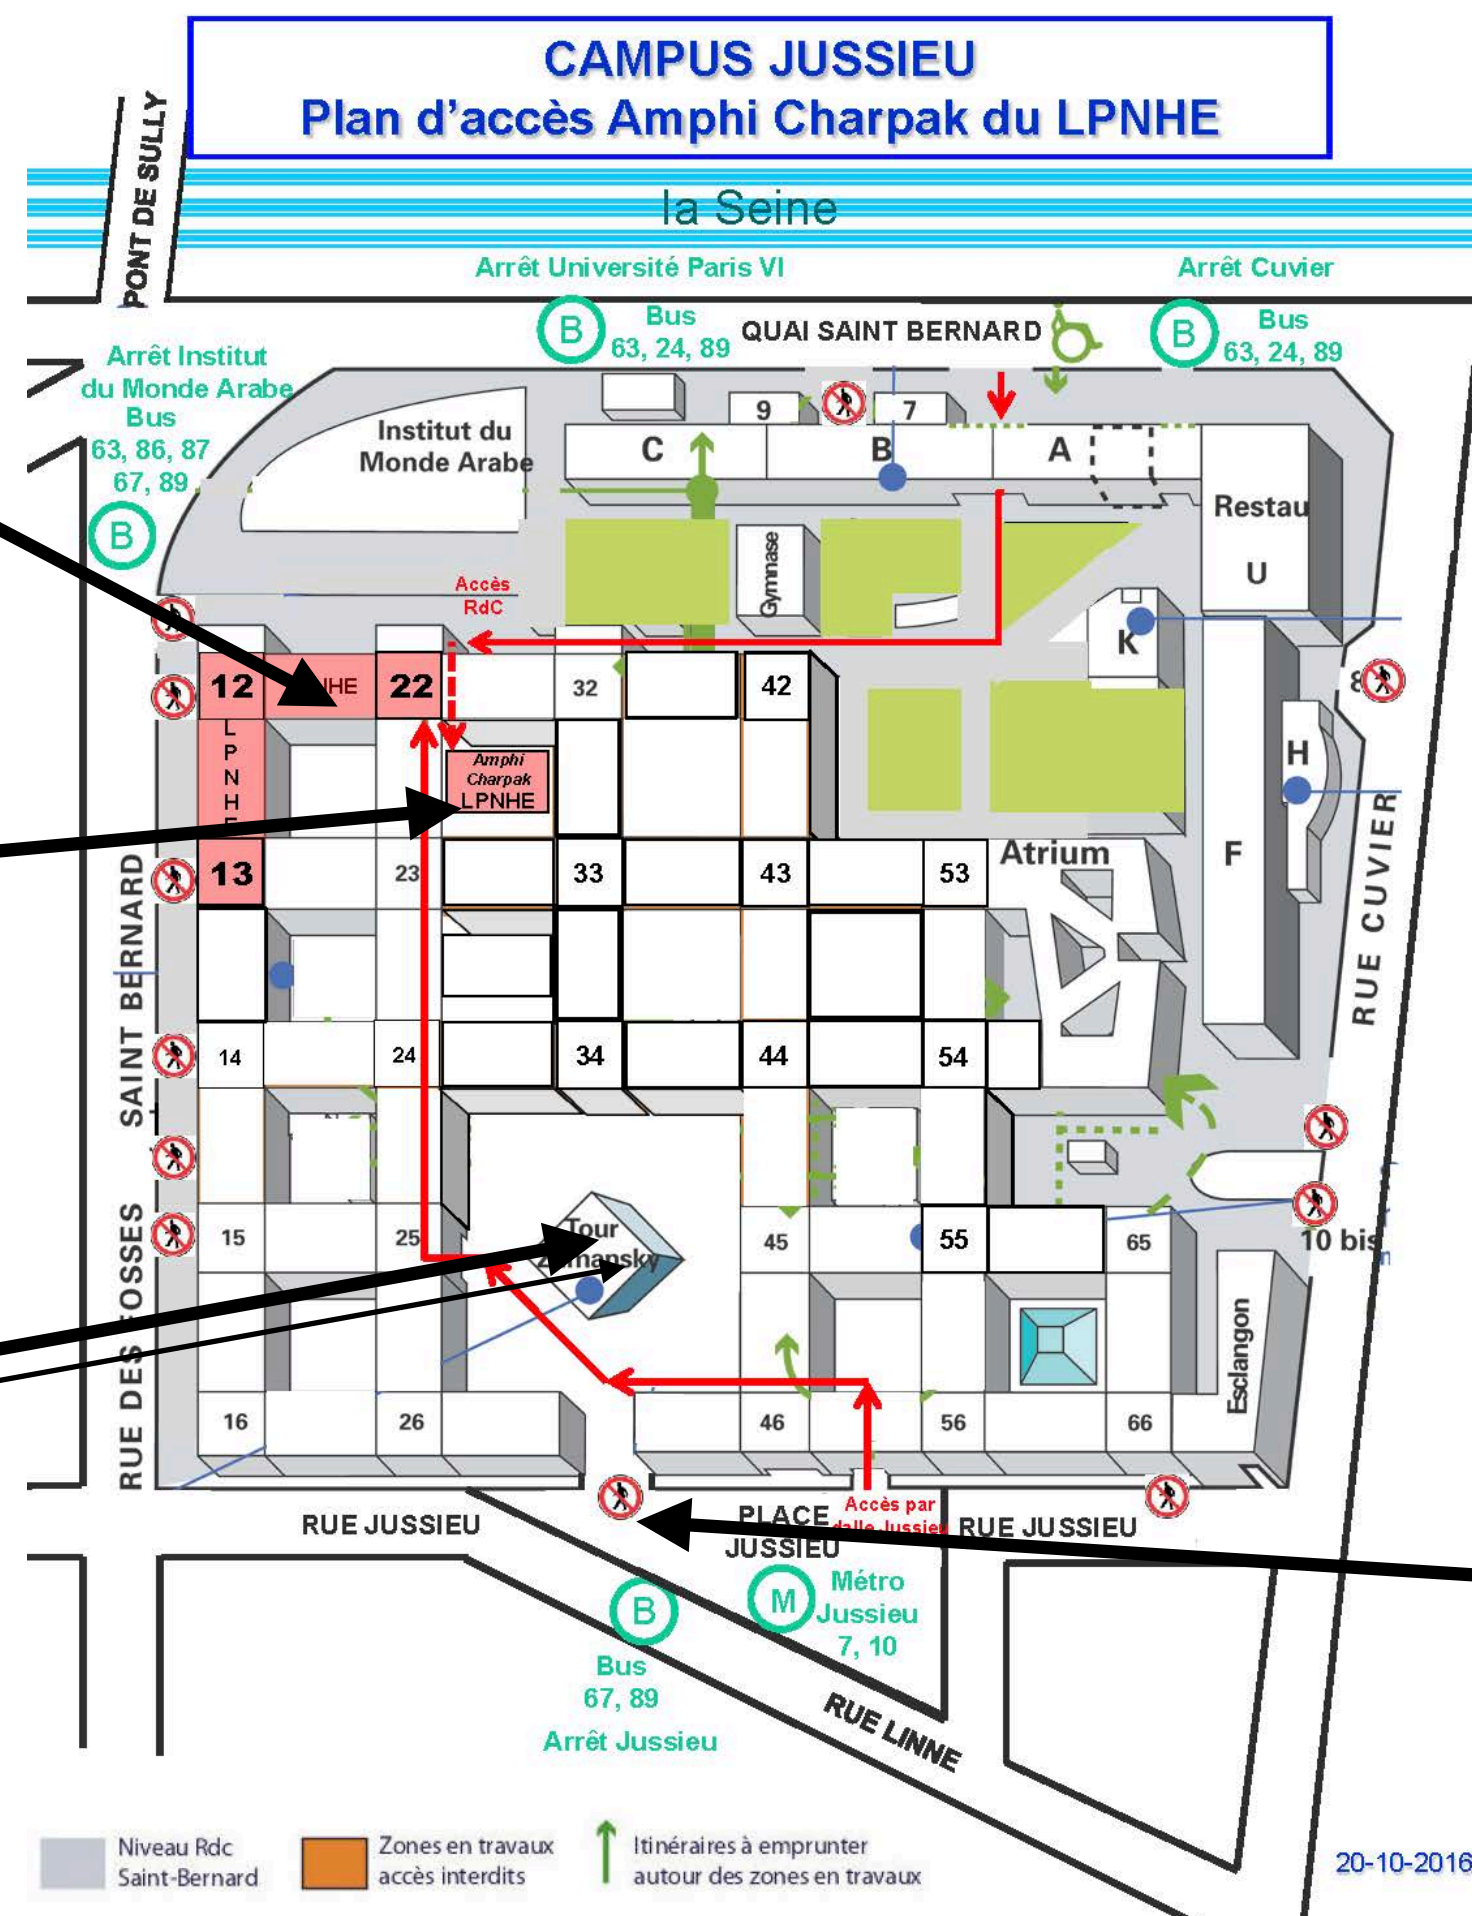 CAMPUS JUSSIEU
Plan d'accès Amphi Charpak du LPNHE
PONT DE SULLY
la Seine
Arrêt Université Paris VI
Arrêt Cuvier
B
Bus
63, 24, 89
QUAI SAINT BERNARD
B
Bus
63, 24, 89
Arrêt Institut
du Monde Arabe
Bus
63, 86, 87
67, 89
B
Institut du
Monde Arabe
9
7
C
B
A
Restau
U
Gymnase
K
Accès
RdC
12
22
32
42
8
H
LPNHE
Amphi
Charpak
LPNHE
13
23
33
43
53
Atrium
F
RUE CUVIER
14
24
34
44
54
15
25
Tour
45
55
65
10 bis
RUE DES FOSSES SAINT BERNARD
Esclangon
16
26
46
56
66
RUE JUSSIEU
PLACE
JUSSIEU
Accès par
dalle Jussieu
RUE JUSSIEU
B
Bus
67, 89
Arrêt Jussieu
M
Métro
Jussieu
7, 10
RUE LINNE
Niveau Rdc
Saint-Bernard
Zones en travaux
accès interdits
Itinéraires à emprunter
autour des zones en travaux
20-10-2016